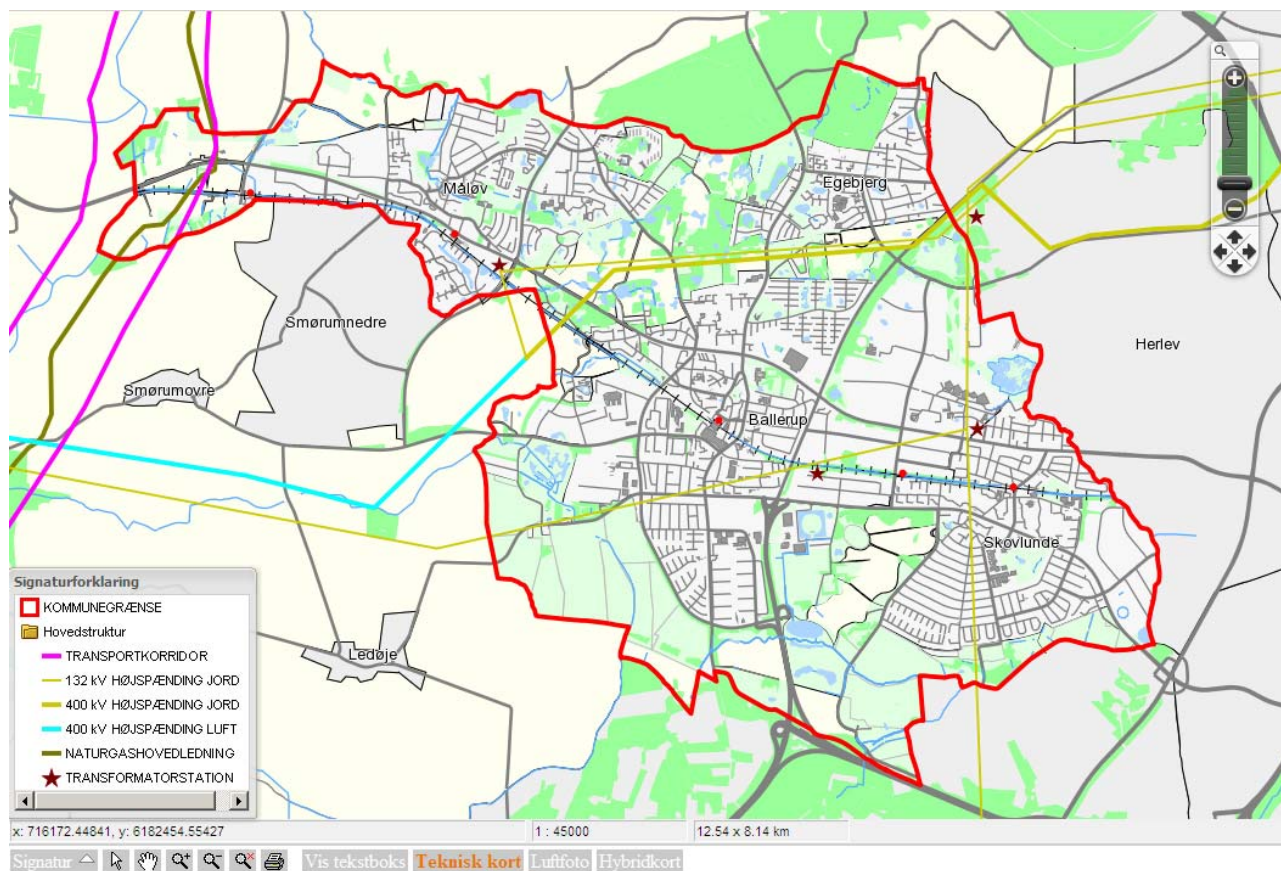 Måløv
Egebjerg
Smørumnedre
Herlev
Smørumovre
Ballerup
Skovlunde
Ledøje
Signaturforklaring
KOMMUNEGRÆNSE
Hovedstruktur
TRANSPORTKORRIDOR
132 kV HØJSPÆNDING JORD
400 kV HØJSPÆNDING JORD
400 kV HØJSPÆNDING LUFT
NATURGASHOVEDLEDNING
TRANSFORMATORSTATION
x: 716172.44841, y: 6182454.55427 1 : 45000 12.54 x 8.14 km
Signatur Vis tekstboks Teknisk kort Luftfoto Hybridkort